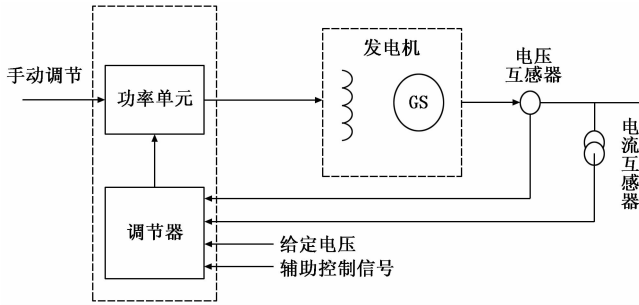 手动调节
功率单元
发电机
GS
电压
互感器
电流互感器
调节器
给定电压
辅助控制信号